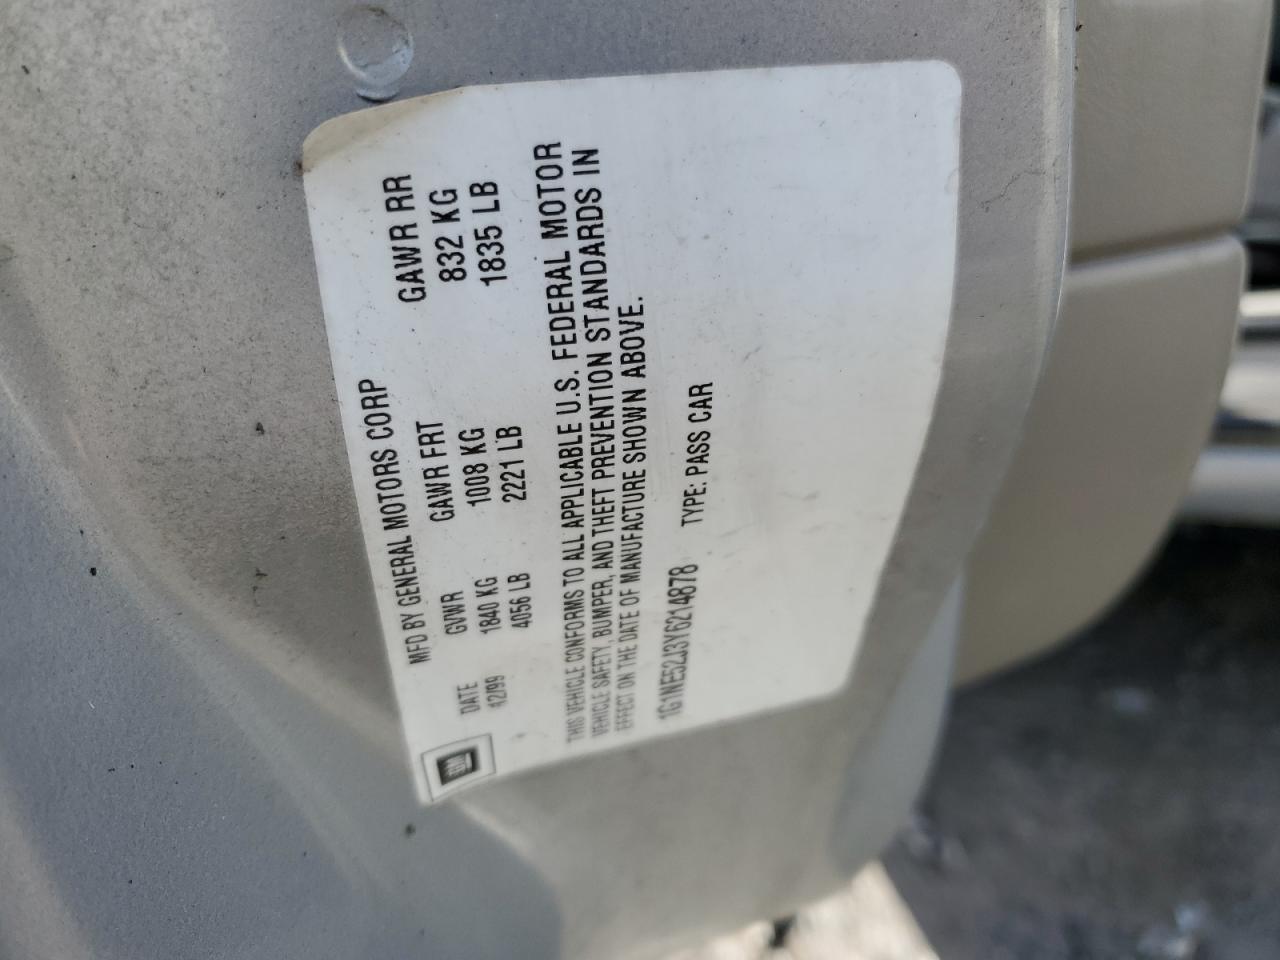 GM
MFD BY GENERAL MOTORS CORP
DATE GVWR GAWR FRT GAWR RR
12/99 1840 KG 1008 KG 832 KG
4056 LB 2221 LB 1835 LB
THIS VEHICLE CONFORMS TO ALL APPLICABLE U.S. FEDERAL MOTOR
VEHICLE SAFETY, BUMPER, AND THEFT PREVENTION STANDARDS IN
EFFECT ON THE DATE OF MANUFACTURE SHOWN ABOVE.
1G1NE52J3Y6214878 TYPE: PASS CAR